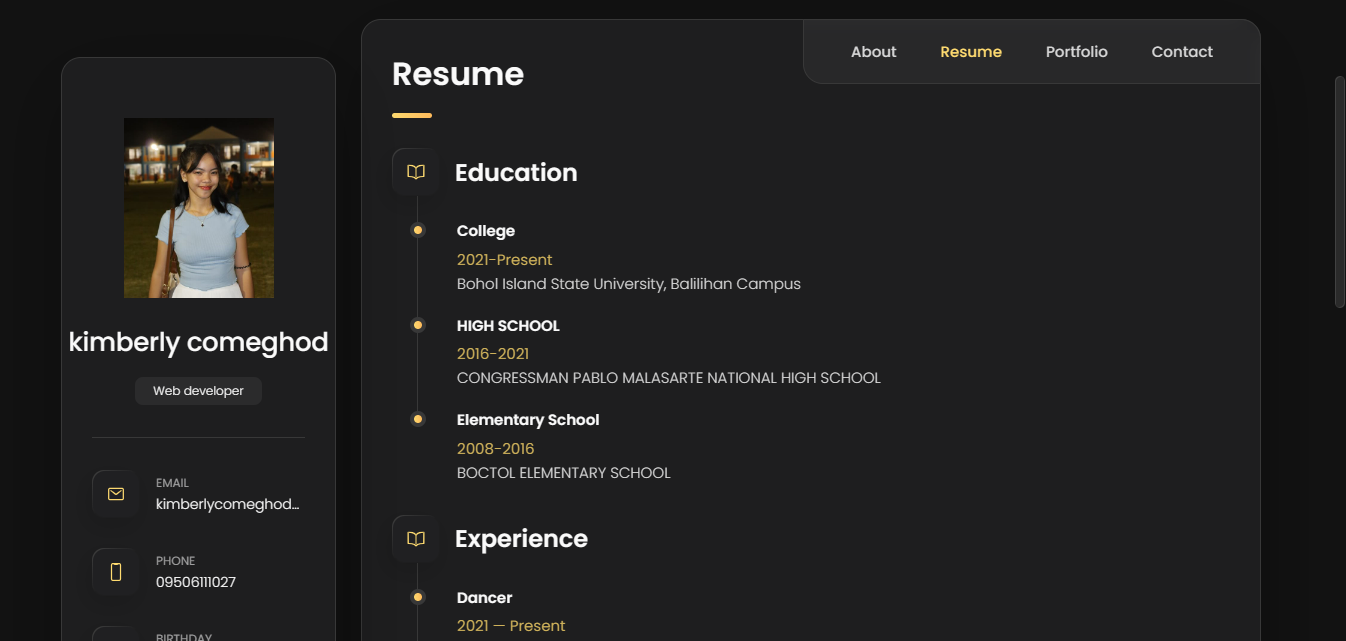 About
Resume
Portfolio
Contact
kimberly comeghod
Web developer
EMAIL
kimberlycomeghod...
PHONE
09506111027
BIRTHDAY
Resume
Education
College
2021-Present
Bohol Island State University, Balilihan Campus
HIGH SCHOOL
2016-2021
CONGRESSMAN PABLO MALASARTE NATIONAL HIGH SCHOOL
Elementary School
2008-2016
BOCTOL ELEMENTARY SCHOOL
Experience
Dancer
2021 — Present